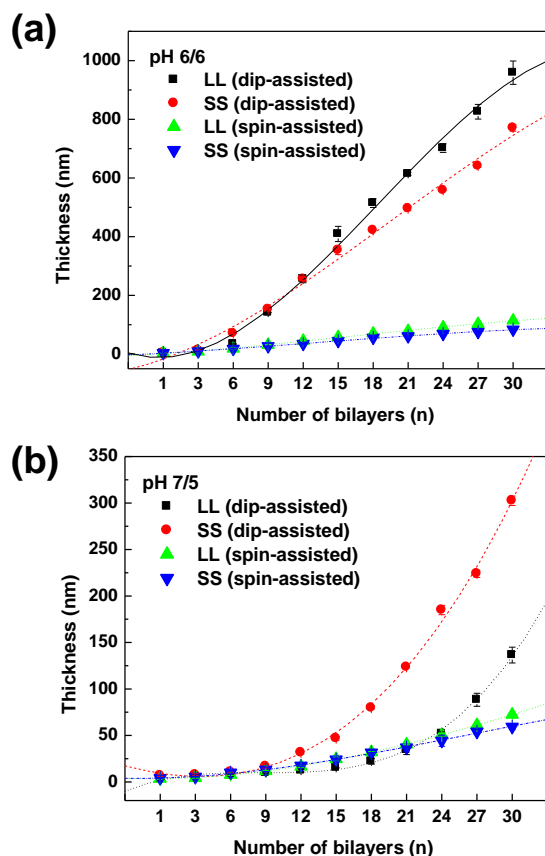 (a)
pH 6/6
LL (dip-assisted)
SS (dip-assisted)
LL (spin-assisted)
SS (spin-assisted)
Thickness (nm)
1000
800
600
400
200
0
1 3 6 9 12 15 18 21 24 27 30
Number of bilayers (n)
(b)
pH 7/5
LL (dip-assisted)
SS (dip-assisted)
LL (spin-assisted)
SS (spin-assisted)
Thickness (nm)
350
300
250
200
150
100
50
0
1 3 6 9 12 15 18 21 24 27 30
Number of bilayers (n)